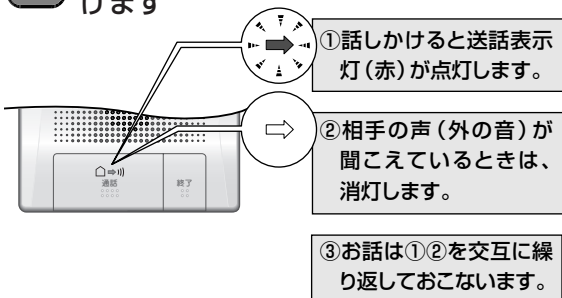 けます
①話しかけると送話表示
灯(赤)が点灯します。
②相手の声(外の音)が
聞こえているときは、
消灯します。
通話
終了
③お話は①②を交互に繰
り返しておこないます。